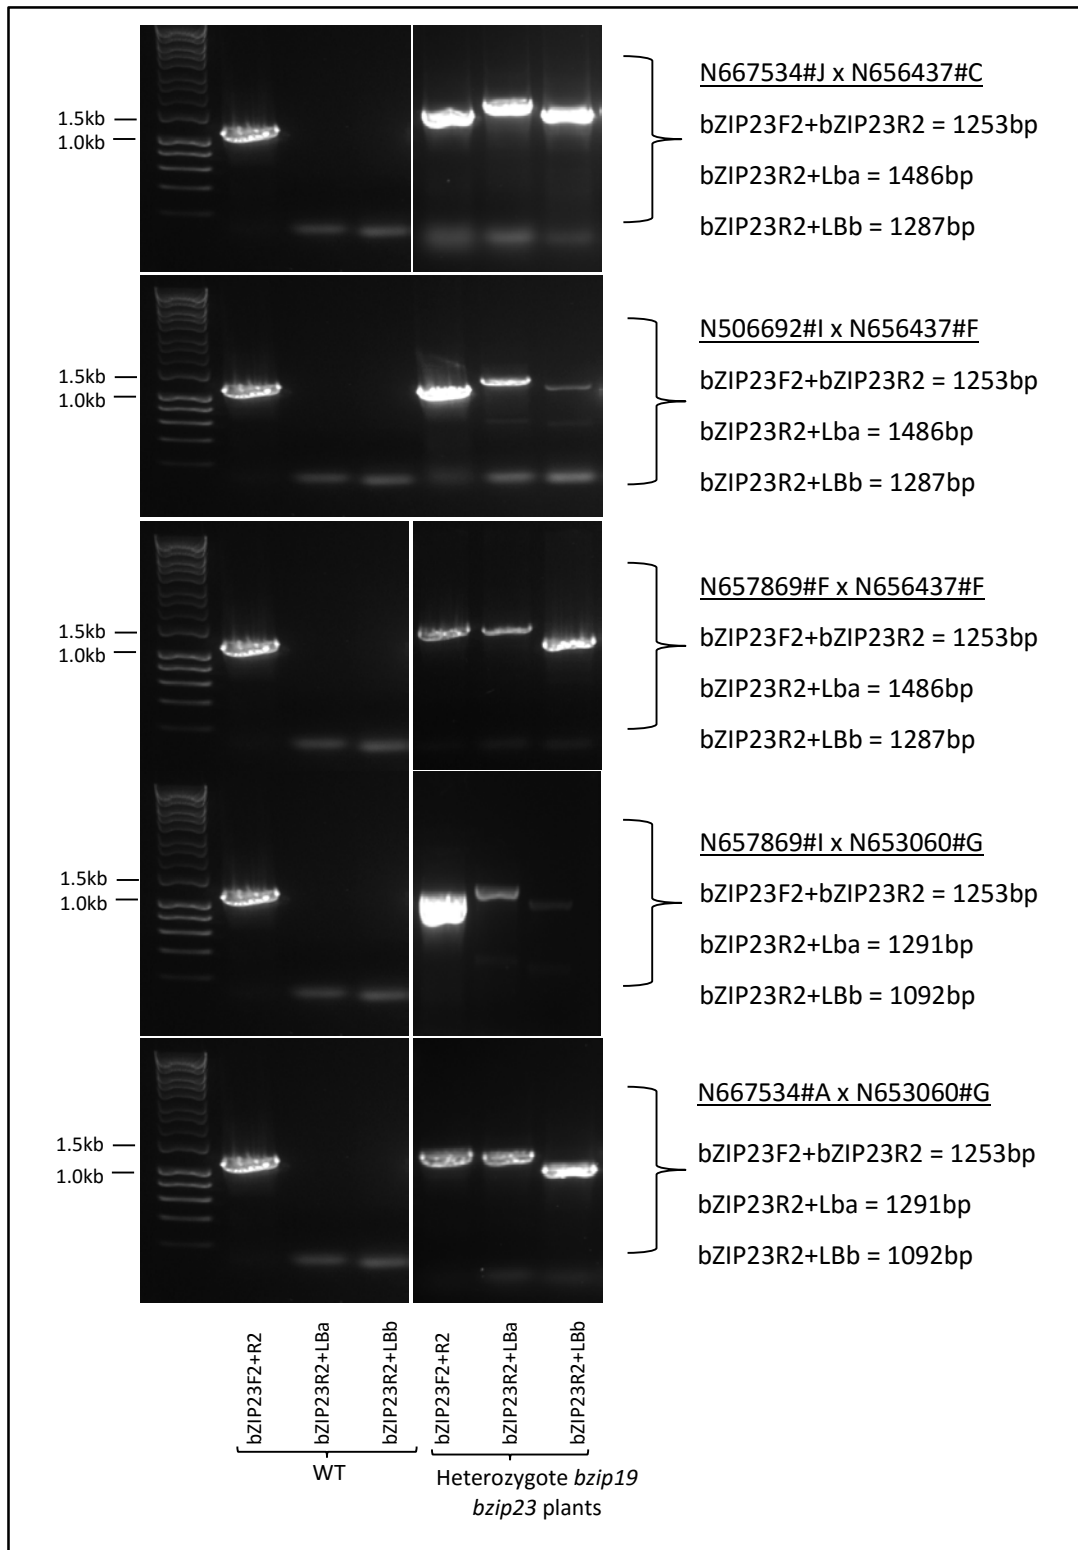 1.5kb
1.0kb
N667534#J x N656437#C
bZIP23F2+bZIP23R2 = 1253bp
bZIP23R2+Lba = 1486bp
bZIP23R2+LBb = 1287bp
1.5kb
1.0kb
N506692#I x N656437#F
bZIP23F2+bZIP23R2 = 1253bp
bZIP23R2+Lba = 1486bp
bZIP23R2+LBb = 1287bp
1.5kb
1.0kb
N657869#F x N656437#F
bZIP23F2+bZIP23R2 = 1253bp
bZIP23R2+Lba = 1486bp
bZIP23R2+LBb = 1287bp
1.5kb
1.0kb
N657869#I x N653060#G
bZIP23F2+bZIP23R2 = 1253bp
bZIP23R2+Lba = 1291bp
bZIP23R2+LBb = 1092bp
1.5kb
1.0kb
N667534#A x N653060#G
bZIP23F2+bZIP23R2 = 1253bp
bZIP23R2+Lba = 1291bp
bZIP23R2+LBb = 1092bp
bZIP23F2+R2
bZIP23R2+LBa
bZIP23R2+LBb
bZIP23F2+R2
bZIP23R2+LBa
bZIP23R2+LBb
WT
Heterozygote bzip19
bzip23 plants